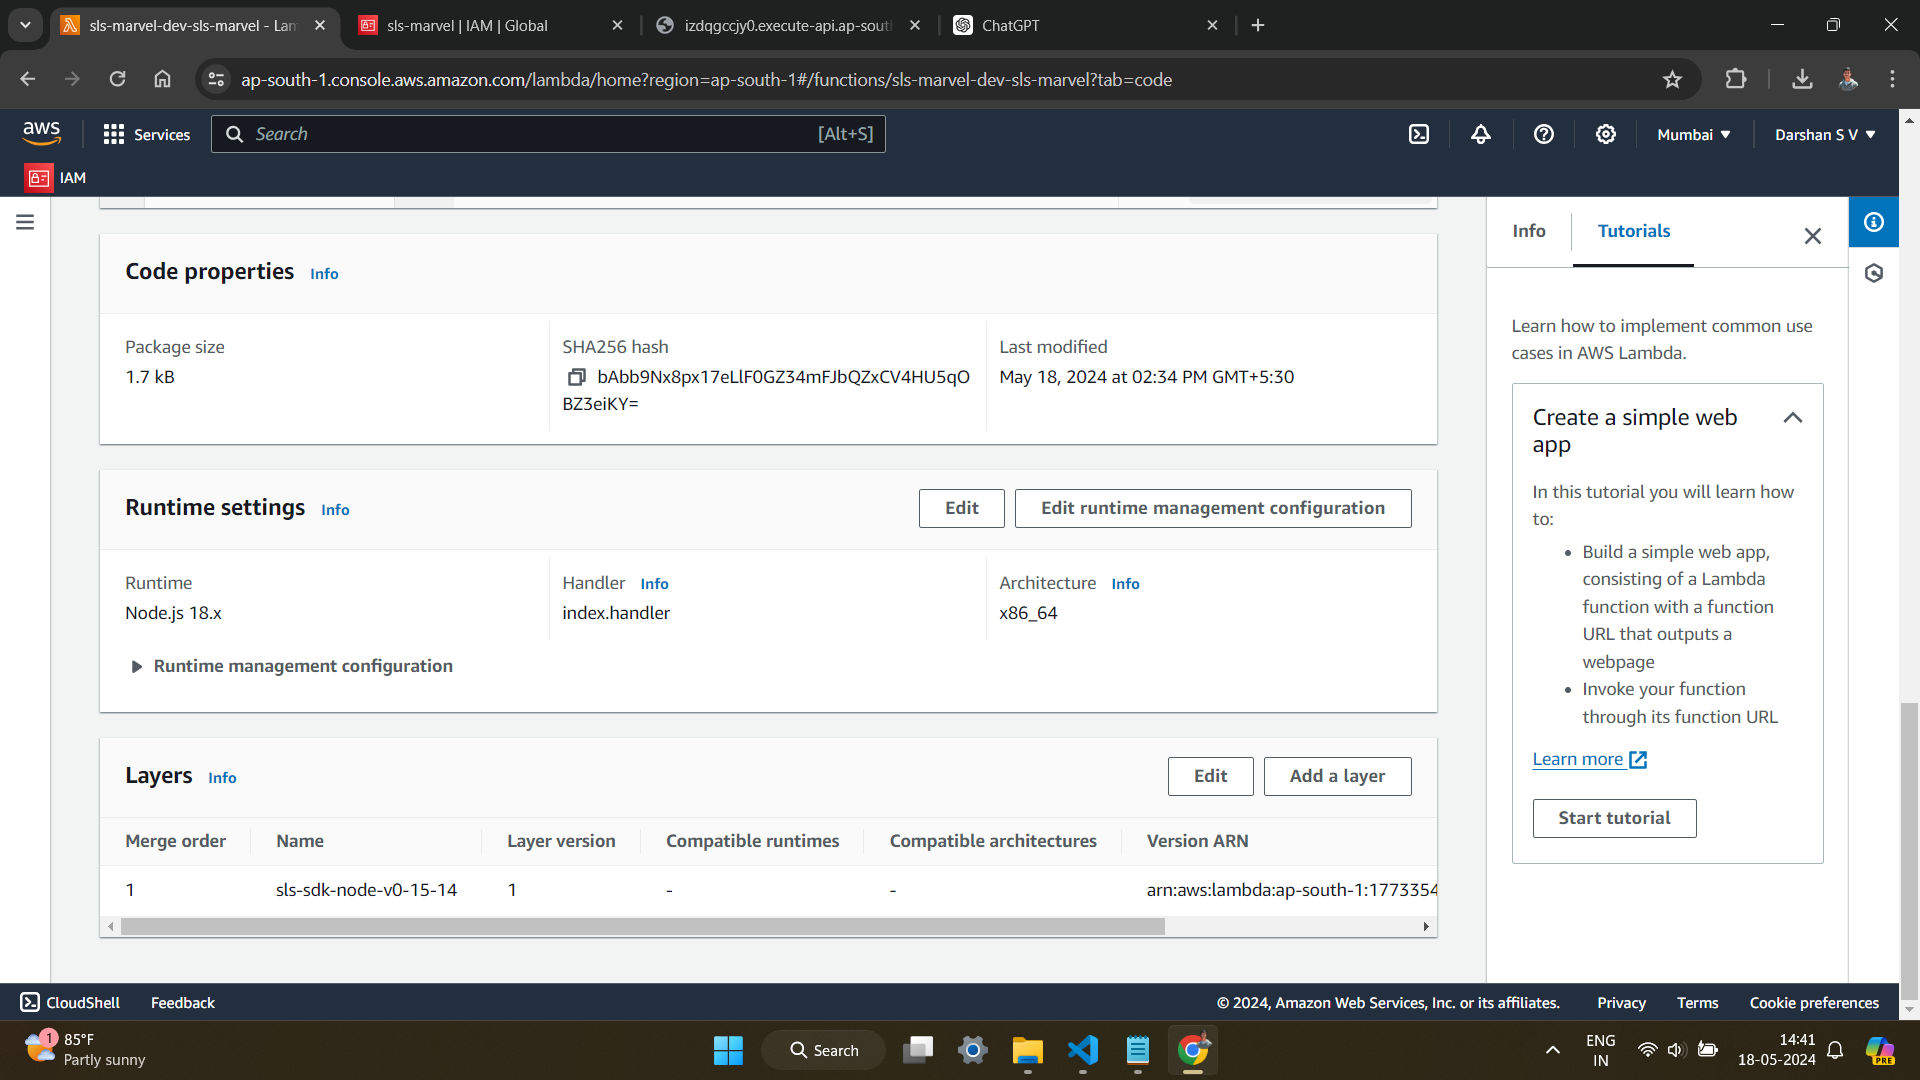 sls-marvel-dev-sls-marvel - Lam
sls-marvel | IAM | Global
izdqgccjy0.execute-api.ap-sout
ChatGPT
ap-south-1.console.aws.amazon.com/lambda/home?region=ap-south-1#/functions/sls-marvel-dev-sls-marvel?tab=code
aws
Services
Search
[Alt+S]
Mumbai
Darshan S V
IAM
Code properties Info
Package size
1.7 kB
SHA256 hash
bAbb9Nx8px17eLlF0GZ34mFJbQZxCV4HU5qO
BZ3eiKY=
Last modified
May 18, 2024 at 02:34 PM GMT+5:30
Runtime settings Info
Edit
Edit runtime management configuration
Runtime
Node.js 18.x
Handler Info
index.handler
Architecture Info
x86_64
Runtime management configuration
Layers Info
Edit
Add a layer
Merge order Name Layer version Compatible runtimes Compatible architectures Version ARN
1 sls-sdk-node-v0-15-14 1 - - arn:aws:lambda:ap-south-1:1773354
Info
Tutorials
Learn how to implement common use
cases in AWS Lambda.
Create a simple web
app
In this tutorial you will learn how
to:
• Build a simple web app,
consisting of a Lambda
function with a function
URL that outputs a
webpage
• Invoke your function
through its function URL
Learn more
Start tutorial
CloudShell
Feedback
© 2024, Amazon Web Services, Inc. or its affiliates.
Privacy
Terms
Cookie preferences
1
85°F
Partly sunny
Search
ENG
IN
14:41
18-05-2024
PRE